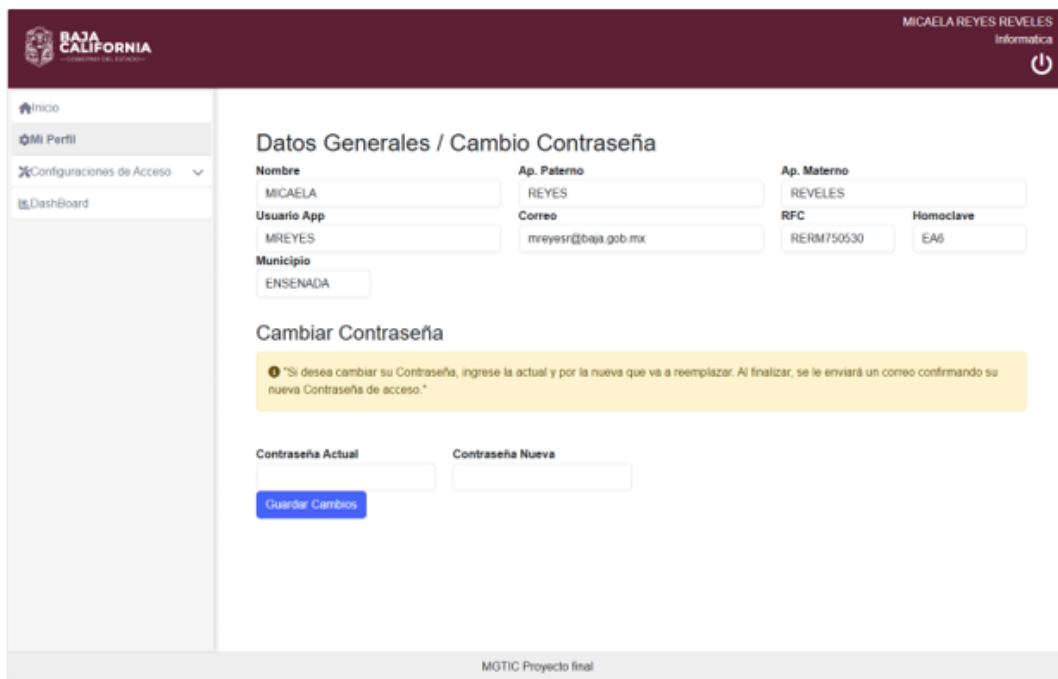 BAJA
CALIFORNIA
GOBIERNO DEL ESTADO
MICAELA REYES REVELES
Informatica
Inicio
Mi Perfil
Configuraciones de Acceso
DashBoard
Datos Generales / Cambio Contraseña
Nombre Ap. Paterno Ap. Materno
MICAELA REYES REVELES
Usuario App Correo RFC Homoclave
MREYES mreyesr@baja.gob.mx RERM750530 EA6
Municipio
ENSENADA
Cambiar Contraseña
"Si desea cambiar su Contraseña, ingrese la actual y por la nueva que va a reemplazar. Al finalizar, se le enviará un correo confirmando su
nueva Contraseña de acceso."
Contraseña Actual Contraseña Nueva
Guardar Cambios
MGTIC Proyecto final